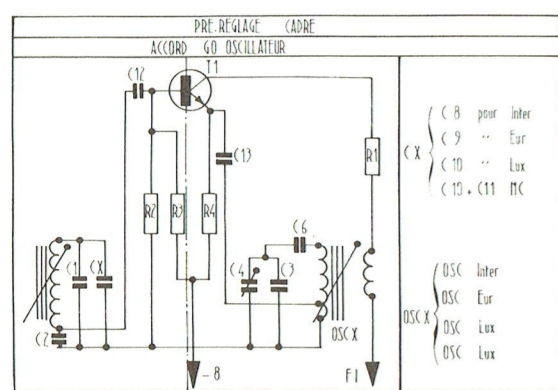 PRE.REGLAGE CADRE
ACCORD GO OSCILLATEUR
T1
C12
C13
R1
R2
R3
R4
C6
C1
CX
C4
C3
C2
OSC X
-8
FI
CX
C 8 pour Inter
C 9 " Eur
C 10 " Lux
C 10 + C11 MC
OSC X
OSC Inter
OSC Eur
OSC Lux
OSC Lux